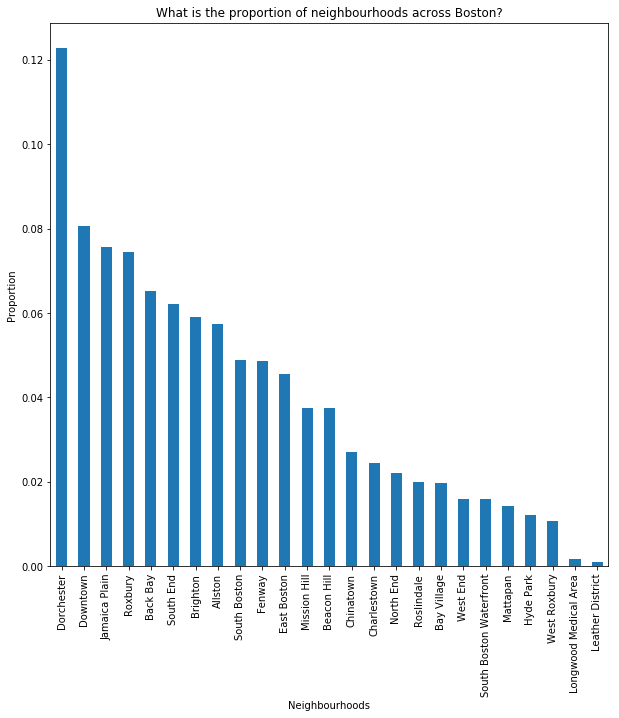 What is the proportion of neighbourhoods across Boston?
0.12
0.10
0.08
0.06
0.04
0.02
0.00
Proportion
Dorchester
Downtown
Jamaica Plain
Roxbury
Back Bay
South End
Brighton
Allston
South Boston
Fenway
East Boston
Mission Hill
Beacon Hill
Chinatown
Charlestown
North End
Roslindale
Bay Village
West End
South Boston Waterfront
Mattapan
Hyde Park
West Roxbury
Longwood Medical Area
Leather District
Neighbourhoods